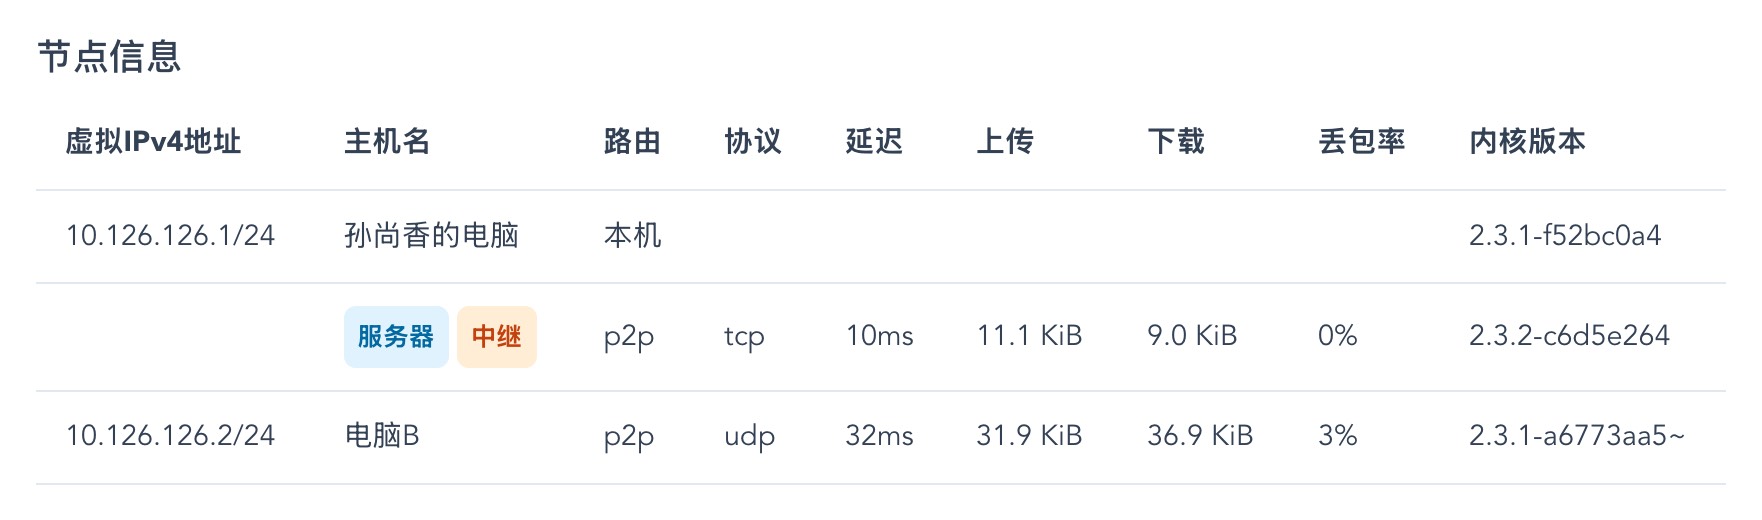 节点信息
虚拟IPv4地址 主机名 路由 协议 延迟 上传 下载 丢包率 内核版本
10.126.126.1/24 孙尚香的电脑 本机 2.3.1-f52bc0a4
服务器 中继 p2p tcp 10ms 11.1 KiB 9.0 KiB 0% 2.3.2-c6d5e264
10.126.126.2/24 电脑B p2p udp 32ms 31.9 KiB 36.9 KiB 3% 2.3.1-a6773aa5~